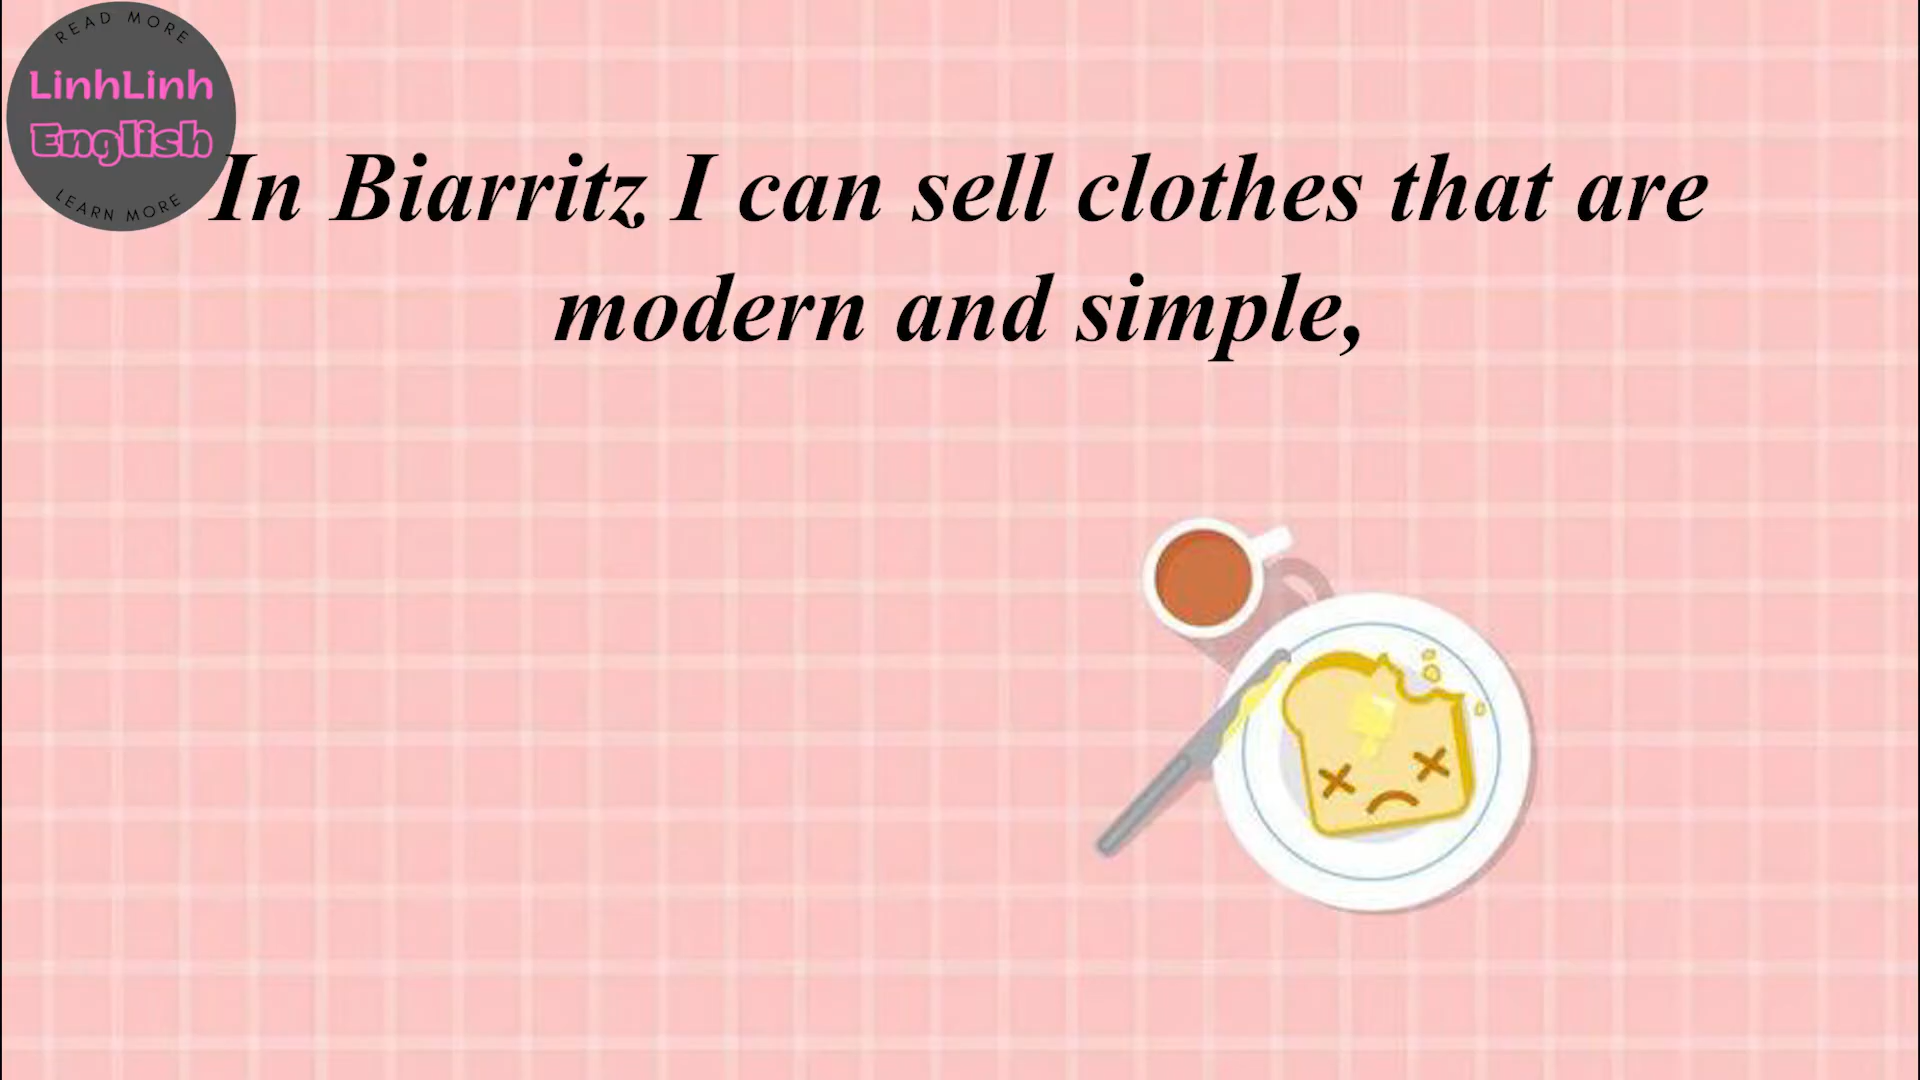 READ MORE
LinhLinh
English
LEARN MORE
In Biarritz I can sell clothes that are
modern and simple,